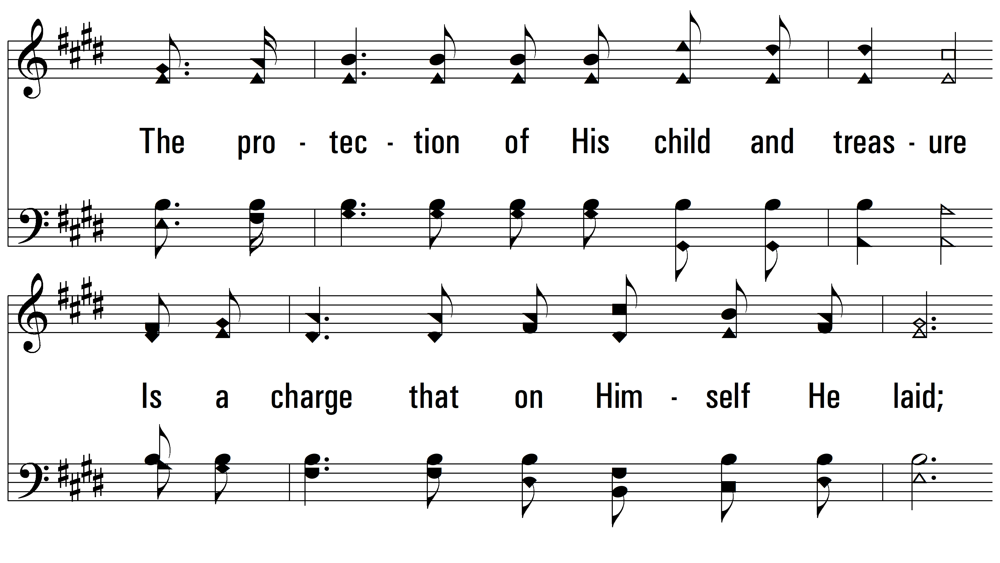 The pro - tec - tion of His child and treas - ure
Is a charge that on Him - self He laid;